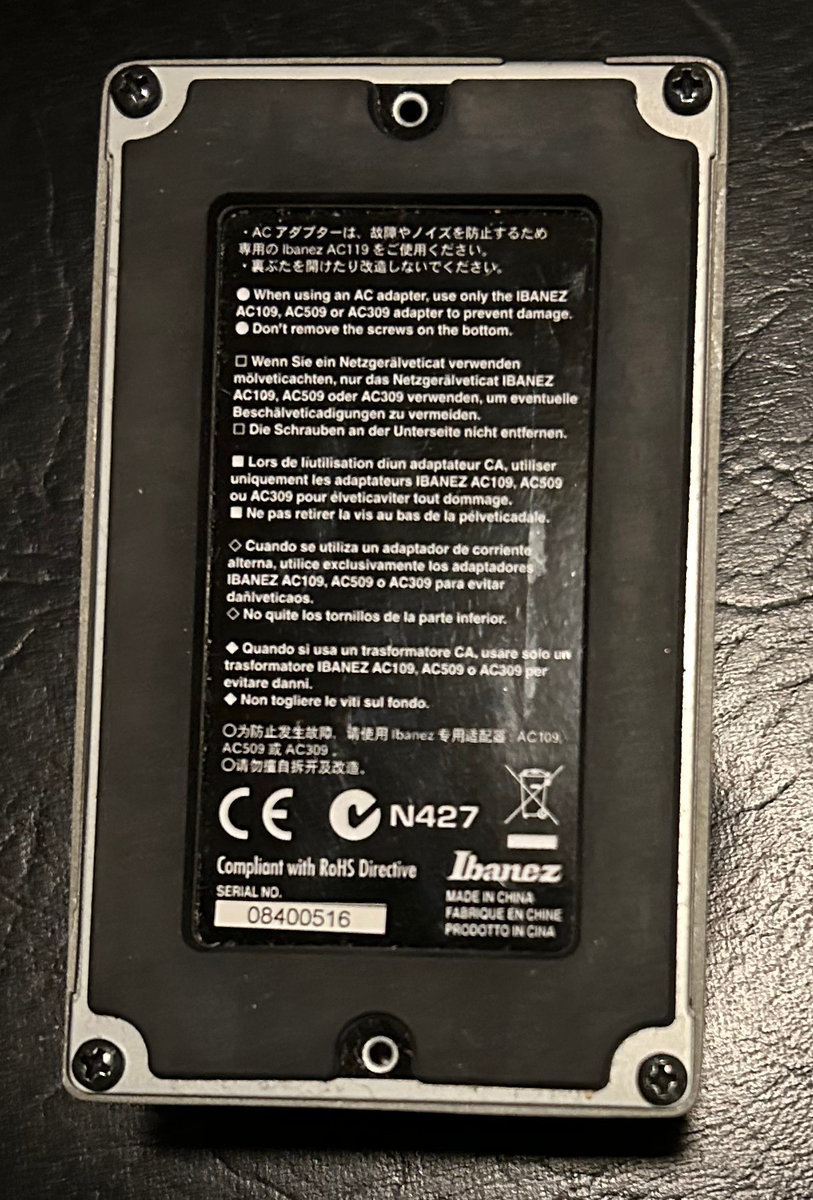 ・AC アダプターは、故障やノイズを防止するため
専用の Ibanez AC119 をご使用ください。
・裏ぶたを開けたり改造しないでください。
● When using an AC adapter, use only the IBANEZ
AC109, AC509 or AC309 adapter to prevent damage.
● Don't remove the screws on the bottom.
□ Wenn Sie ein Netzgerälveticat verwenden
mölveticachten, nur das Netzgerälveticat IBANEZ
AC109, AC509 oder AC309 verwenden, um eventuelle
Beschälveticadigungen zu vermeiden.
□ Die Schrauben an der Unterseite nicht entfernen.
■ Lors de líutilisation díun adaptateur CA, utiliser
uniquement les adaptateurs IBANEZ AC109, AC509
ou AC309 pour élveticaviter tout dommage.
■ Ne pas retirer la vis au bas de la pélveticadale.
◇ Cuando se utiliza un adaptador de corriente
alterna, utilice exclusivamente los adaptadores
IBANEZ AC109, AC509 o AC309 para evitar
dañlveticaos.
◇ No quite los tornillos de la parte inferior.
◆ Quando si usa un trasformatore CA, usare solo un
trasformatore IBANEZ AC109, AC509 o AC309 per
evitare danni.
◆ Non togliere le viti sul fondo.
○为防止发生故障，请使用 Ibanez 专用适配器：AC109,
AC509 或 AC309 。
○请勿擅自拆开及改造。
CE N427
Compliant with RoHS Directive
Ibanez
SERIAL NO.
08400516
MADE IN CHINA
FABRIQUE EN CHINE
PRODOTTO IN CINA